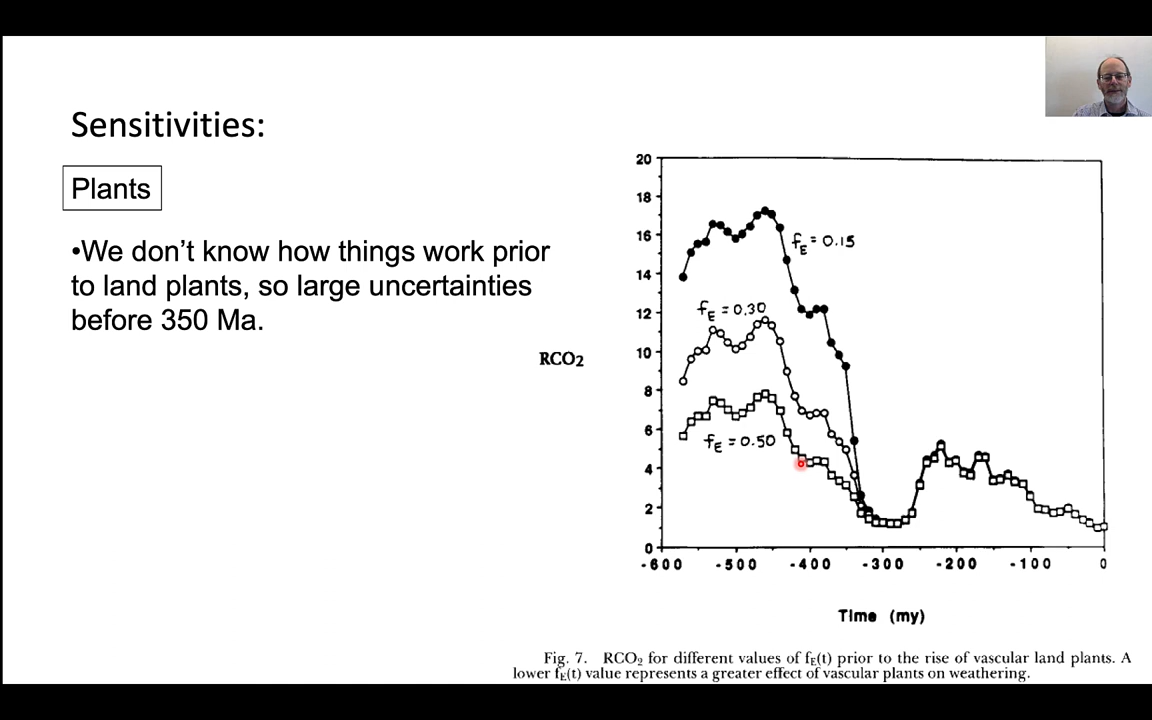 Sensitivities:
Plants
•We don't know how things work prior
to land plants, so large uncertainties
before 350 Ma.
RCO2
20
18
16
14
12
10
8
6
4
2
0
fE = 0.15
fE = 0.30
fE = 0.50
-600 -500 -400 -300 -200 -100 0
Time (my)
Fig. 7. RCO2 for different values of fE(t) prior to the rise of vascular land plants. A
lower fE(t) value represents a greater effect of vascular plants on weathering.